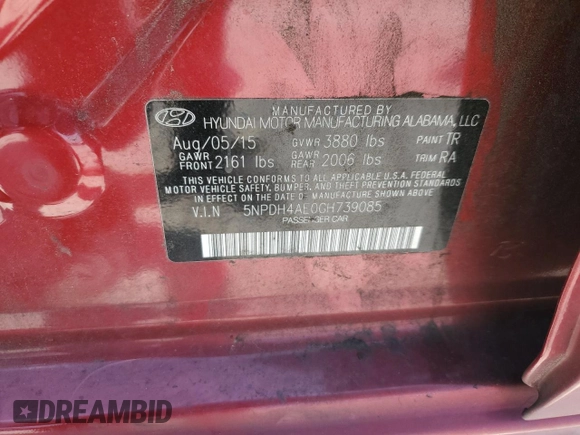 MANUFACTURED BY
HYUNDAI MOTOR MANUFACTURING ALABAMA, LLC
Aug/05/15 GVWR 3880 lbs PAINT TR
GAWR FRONT 2161 lbs GAWR REAR 2006 lbs TRIM RA
THIS VEHICLE CONFORMS TO ALL APPLICABLE U.S.A. FEDERAL
MOTOR VEHICLE SAFETY, BUMPER, AND THEFT PREVENTION STANDARDS
IN EFFECT ON THE DATE OF MANUFACTURE SHOWN ABOVE
V.I.N 5NPDH4AE0GH739085
PASSENGER CAR
DREAMBID